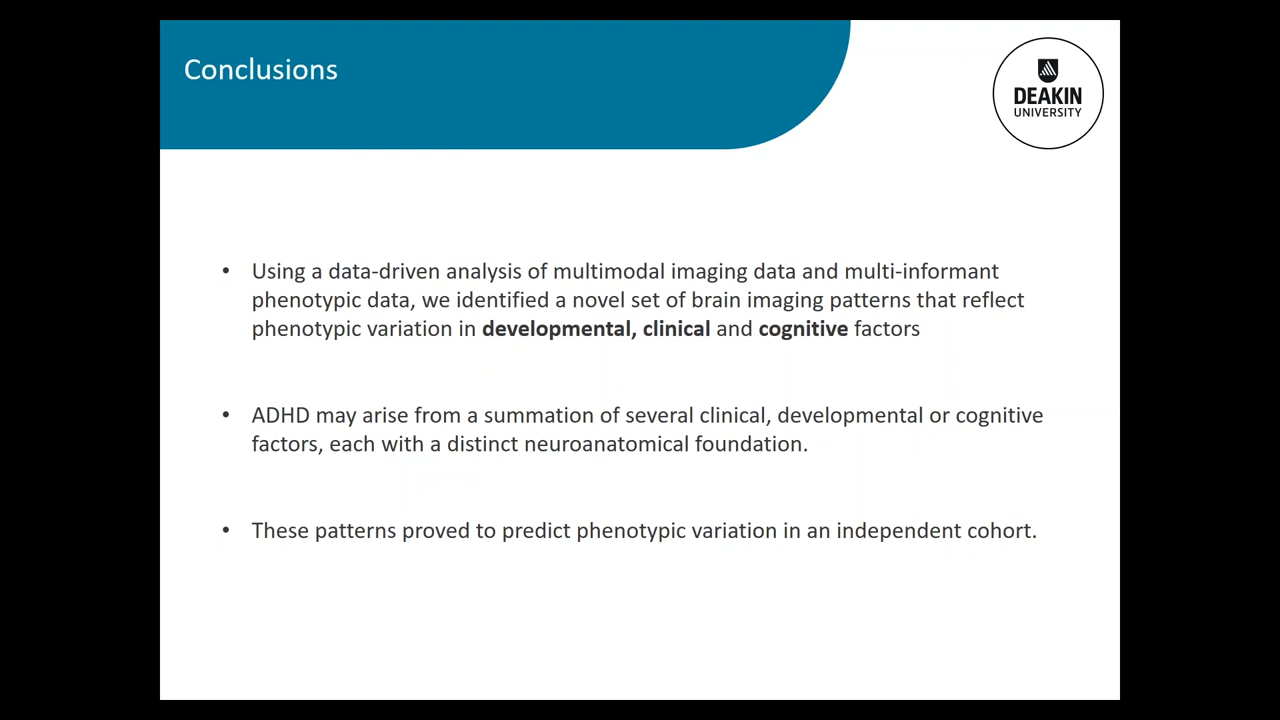 Conclusions
DEAKIN
UNIVERSITY
• Using a data-driven analysis of multimodal imaging data and multi-informant
phenotypic data, we identified a novel set of brain imaging patterns that reflect
phenotypic variation in developmental, clinical and cognitive factors
• ADHD may arise from a summation of several clinical, developmental or cognitive
factors, each with a distinct neuroanatomical foundation.
• These patterns proved to predict phenotypic variation in an independent cohort.